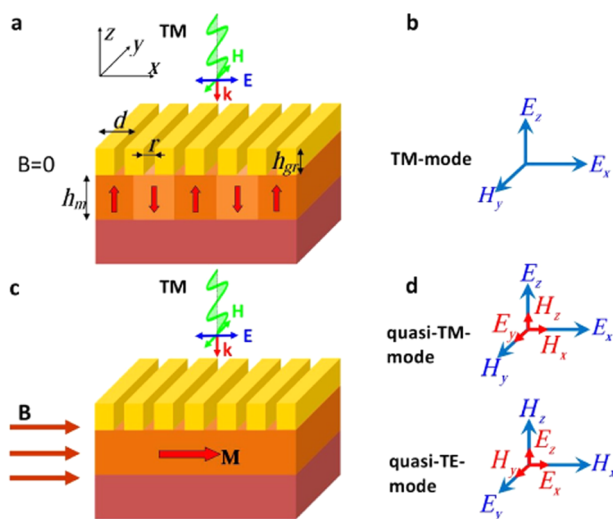 a
TM
b
z
y
x
H
E
k
d
r
h_gr
B=0
h_m
TM-mode
E_z
E_x
H_y
c
TM
d
H
E
k
B
M
quasi-TM-
mode
E_z
H_z
E_y
E_x
H_x
H_y
quasi-TE-
mode
H_z
E_z
H_y
H_x
E_x
E_y